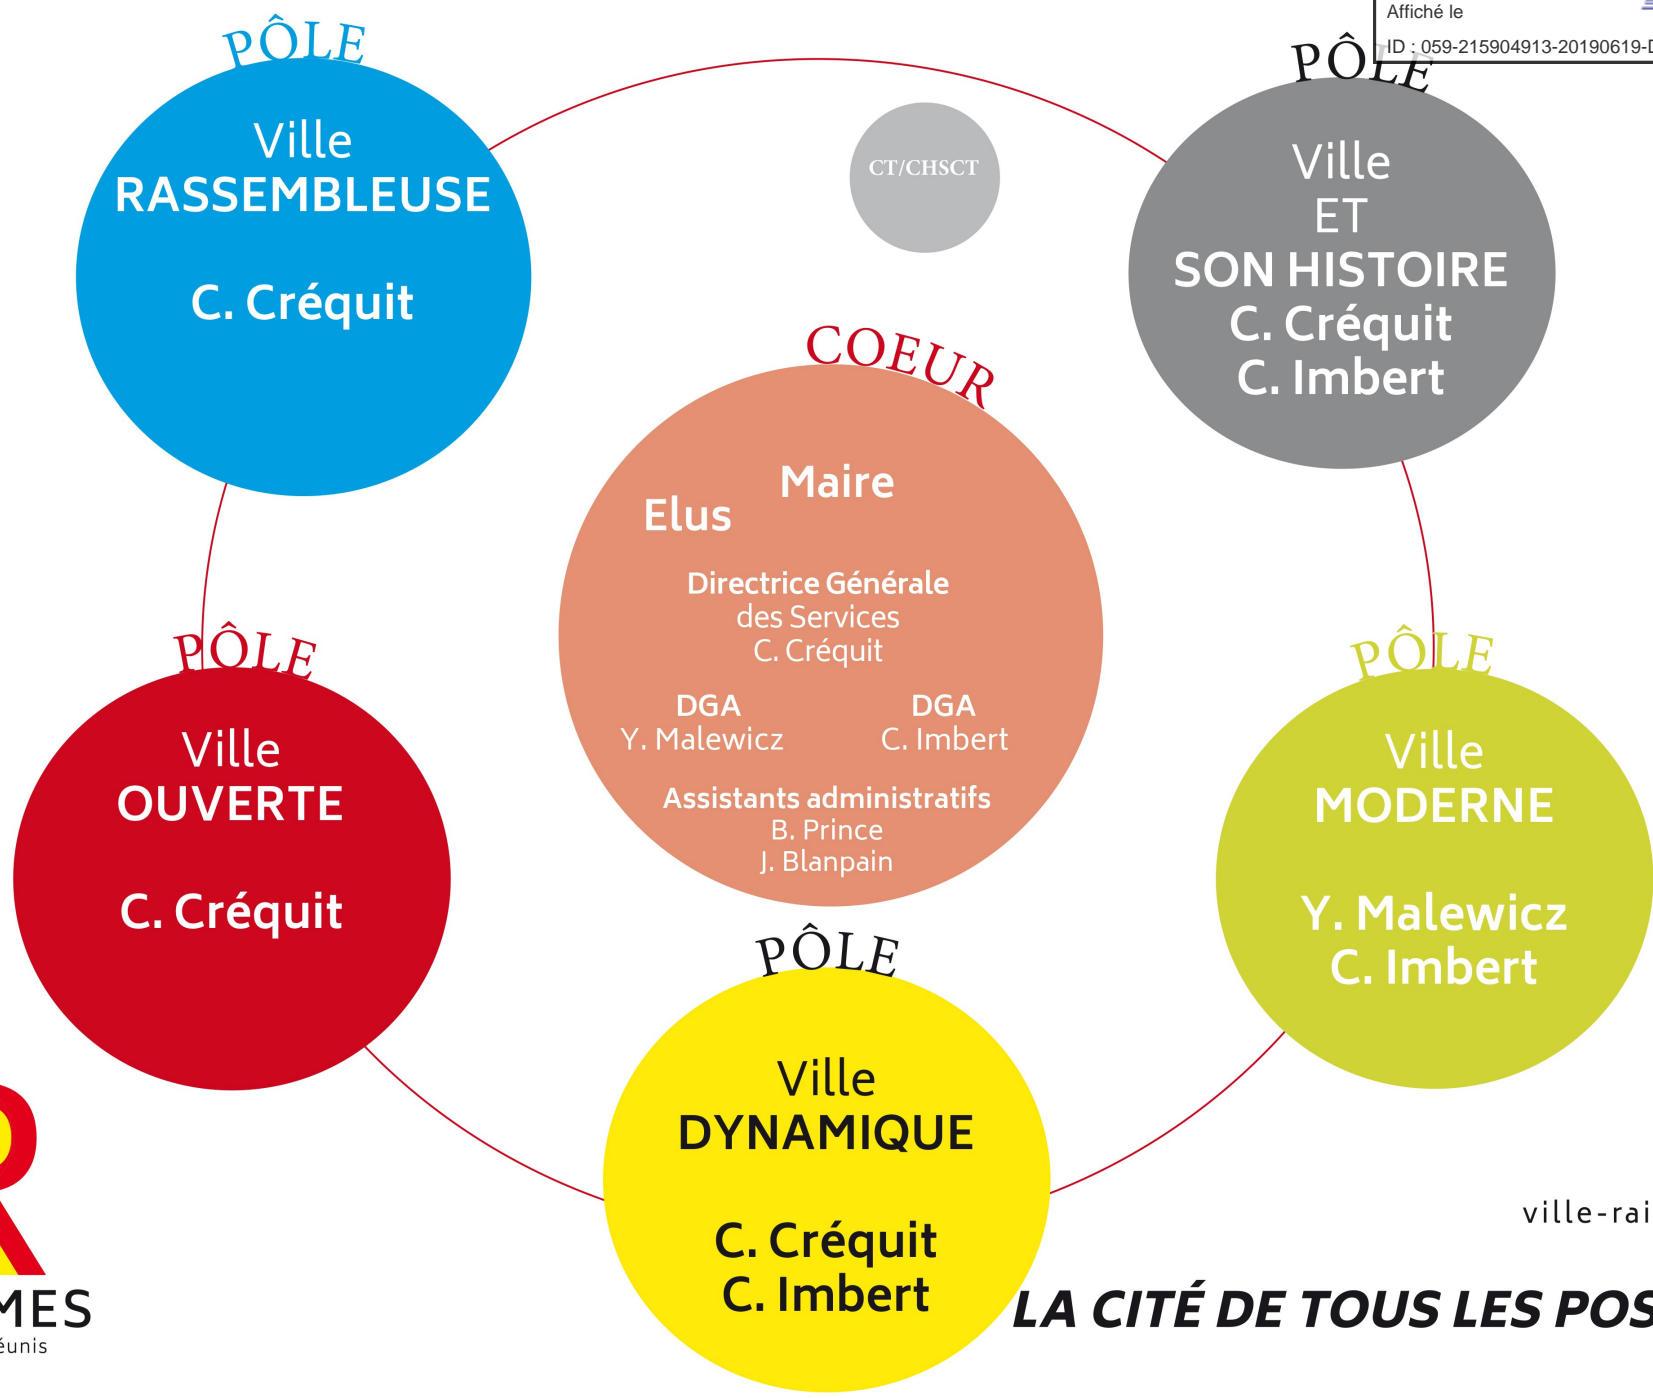 Affiché le
ID : 059-215904913-20190619-D
PÔLE
Ville
RASSEMBLEUSE
C. Créquit
CT/CHSCT
PÔLE
Ville
ET
SON HISTOIRE
C. Créquit
C. Imbert
COEUR
Maire
Elus
Directrice Générale
des Services
C. Créquit
DGA
Y. Malewicz
DGA
C. Imbert
Assistants administratifs
B. Prince
J. Blanpain
PÔLE
Ville
OUVERTE
C. Créquit
PÔLE
Ville
MODERNE
Y. Malewicz
C. Imbert
PÔLE
Ville
DYNAMIQUE
C. Créquit
C. Imbert
R
MES
éunis
ville-rai
LA CITÉ DE TOUS LES POS